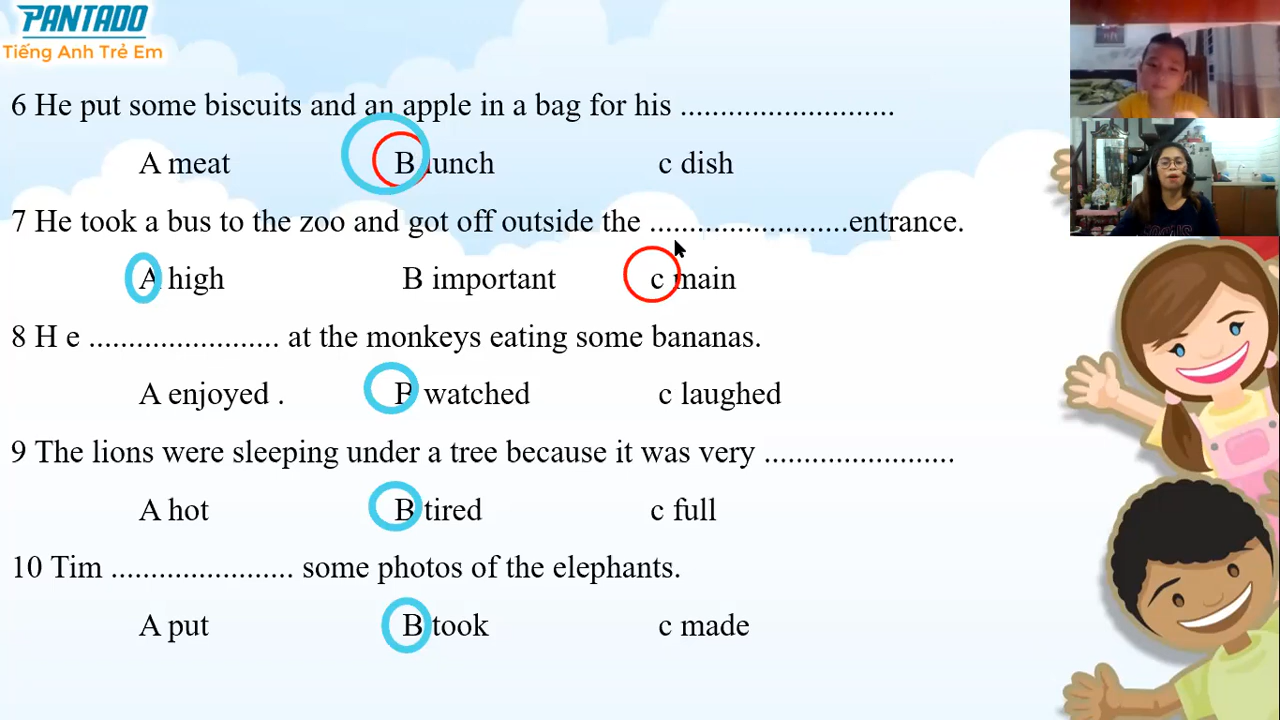 PANTADO
Tiếng Anh Trẻ Em
6 He put some biscuits and an apple in a bag for his ...........................
A meat B lunch c dish
7 He took a bus to the zoo and got off outside the .........................entrance.
A high B important c main
8 H e ........................ at the monkeys eating some bananas.
A enjoyed . B watched c laughed
9 The lions were sleeping under a tree because it was very ........................
A hot B tired c full
10 Tim ....................... some photos of the elephants.
A put B took c made